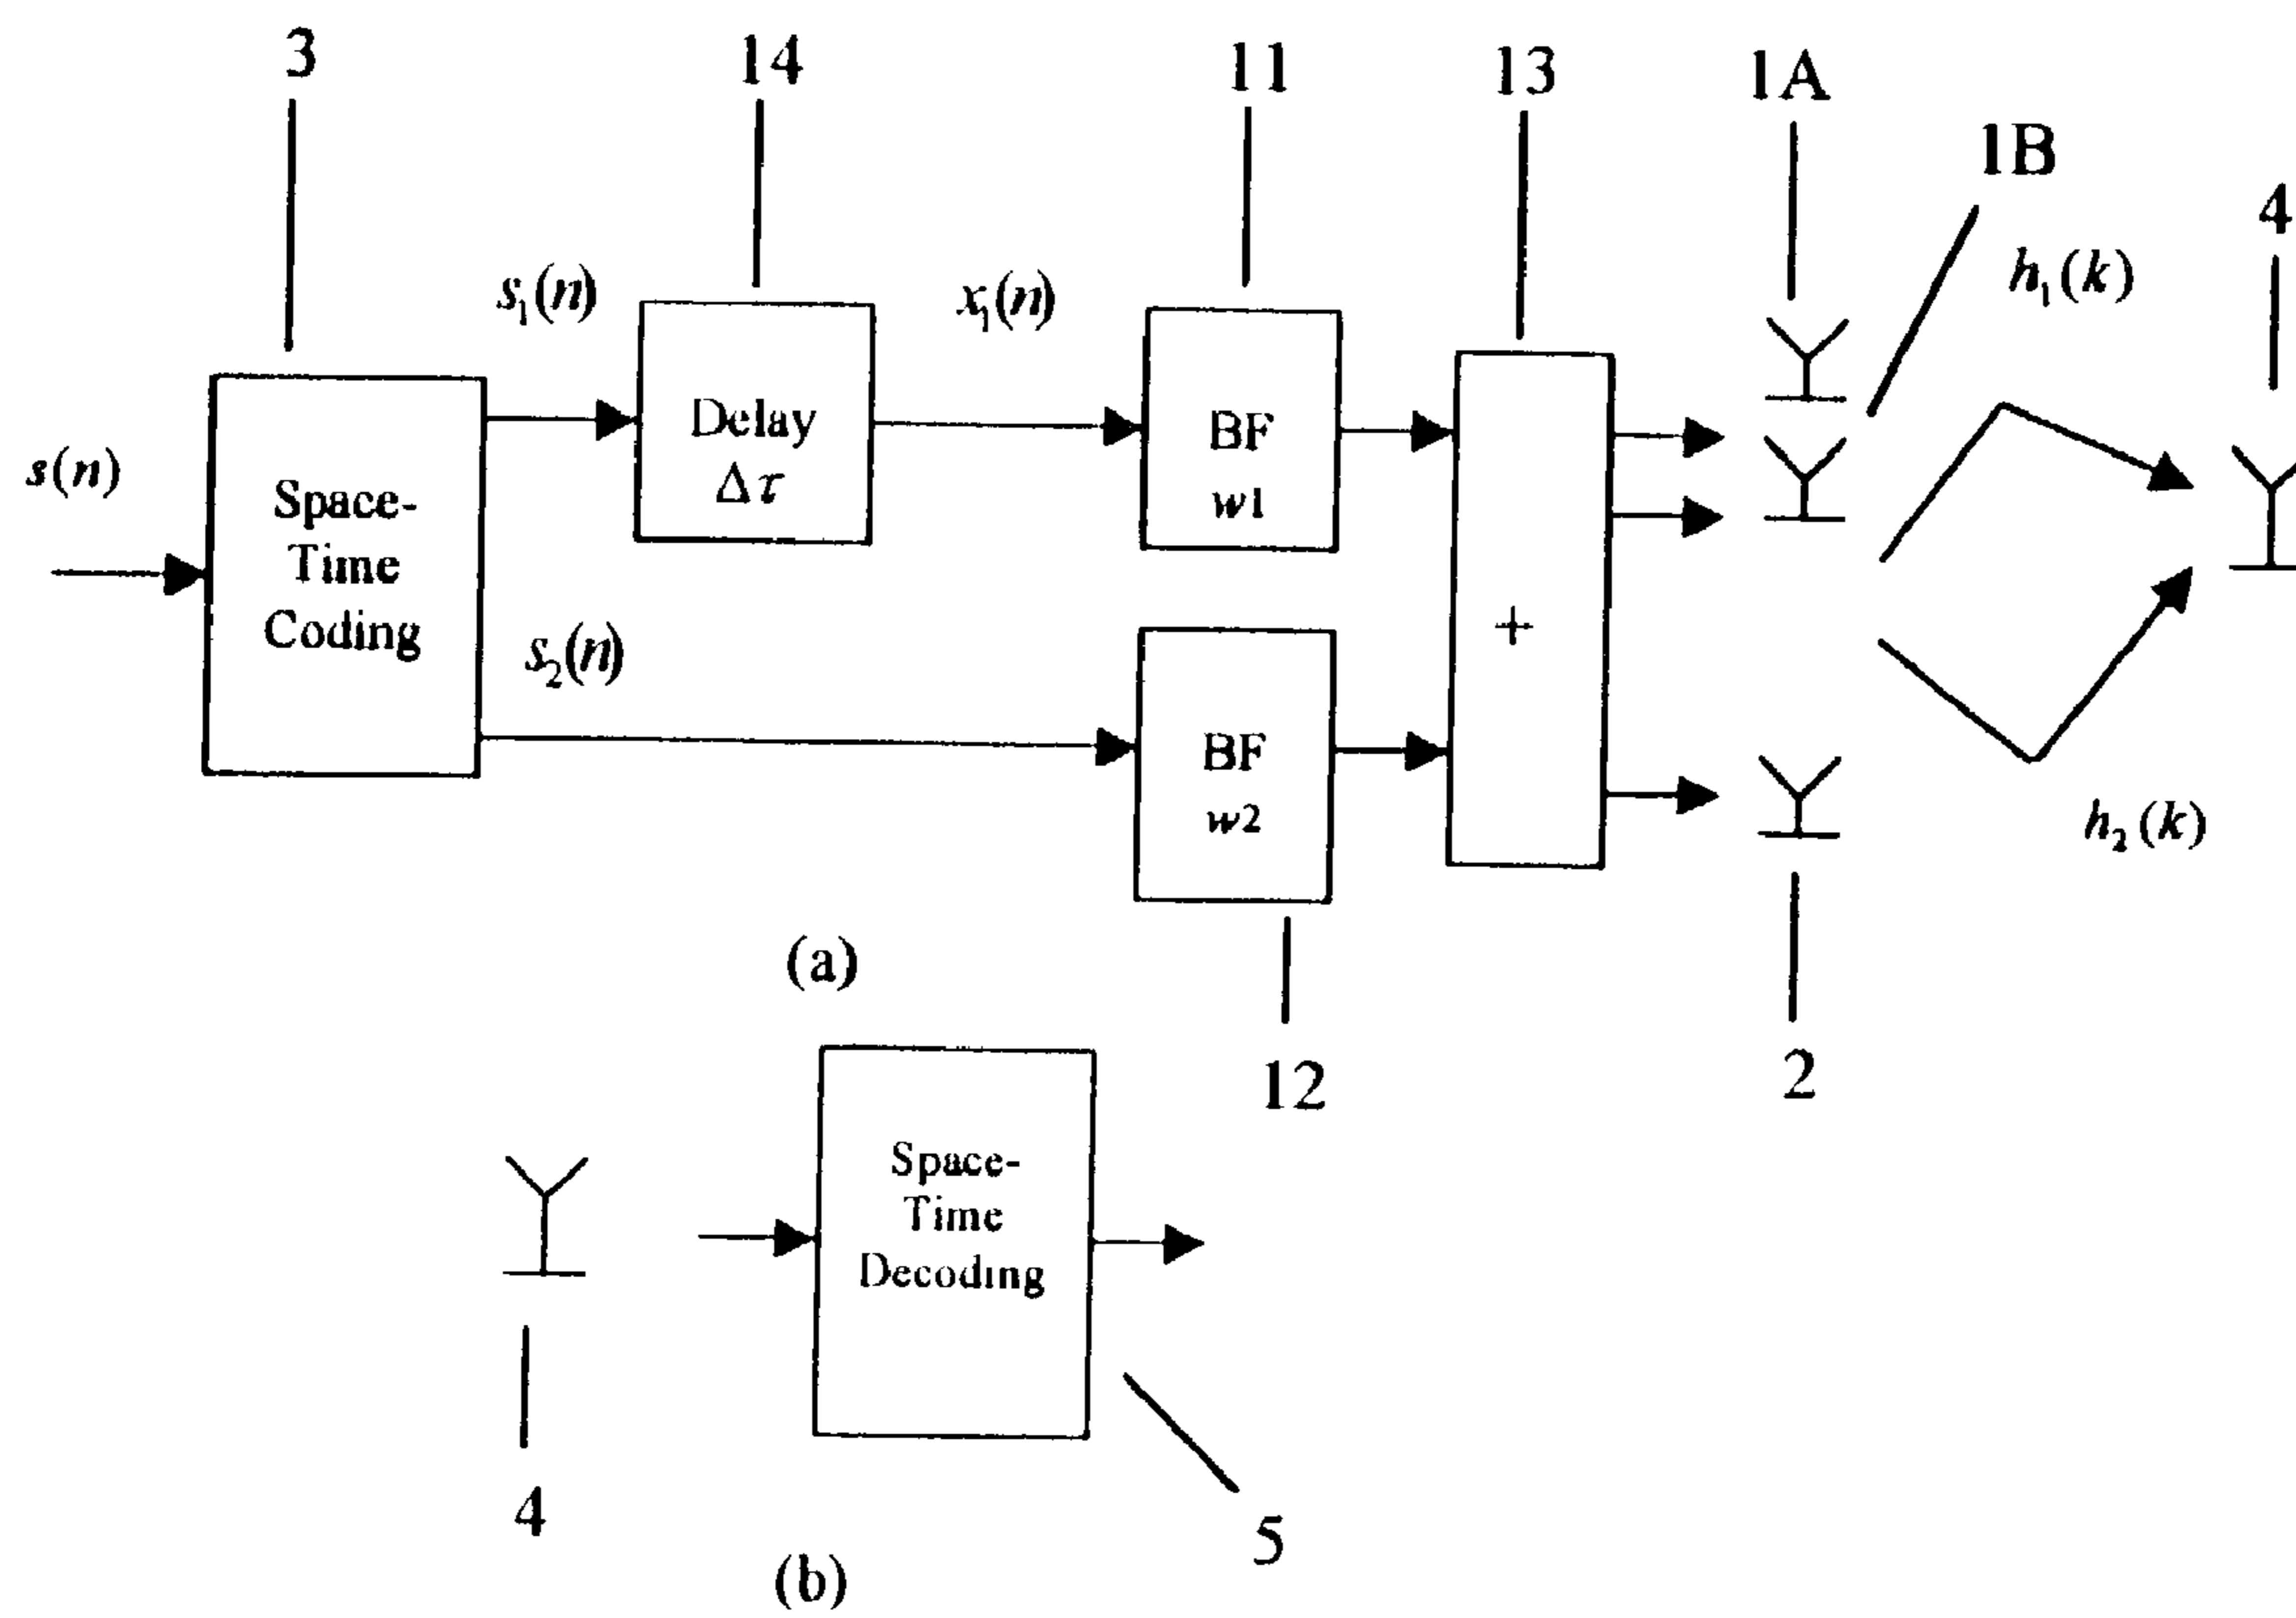 3
14
11
13
1A
1B
4
s₁(n)
x₁(n)
h₁(k)
s(n)
Space-
Time
Coding
Delay
Δτ
BF
w1
+
s₂(n)
BF
w2
h₂(k)
(a)
12
2
Space-
Time
Decoding
4
5
(b)